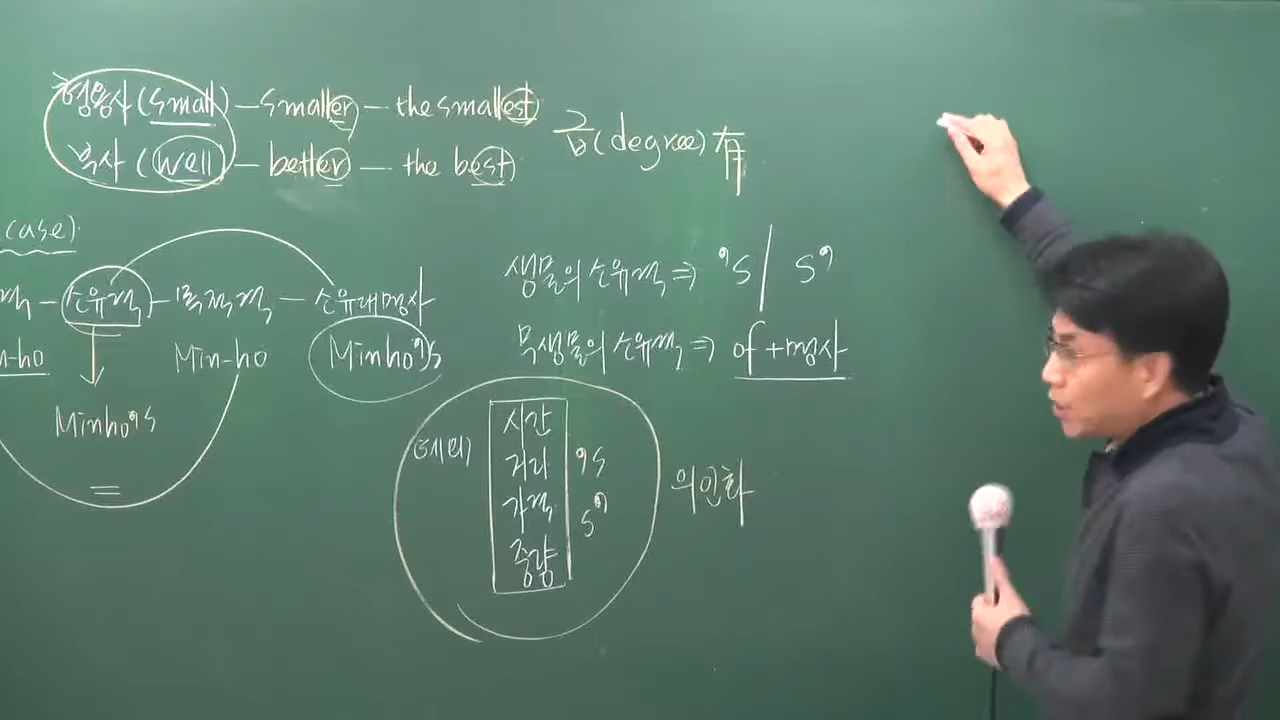 형용사 (small) — smaller — the smallest
부사 (well) — better — the best
급 (degree) 有
(case)
격 — 소유격 — 목적격 — 소유대명사
n-ho Min-ho Minho's
Minho's
=
생물의 소유격 ⇒ 's / s'
무생물의 소유격 ⇒ of + 명사
(예외) 시간
거리 's
가격 s'
중량
의인화